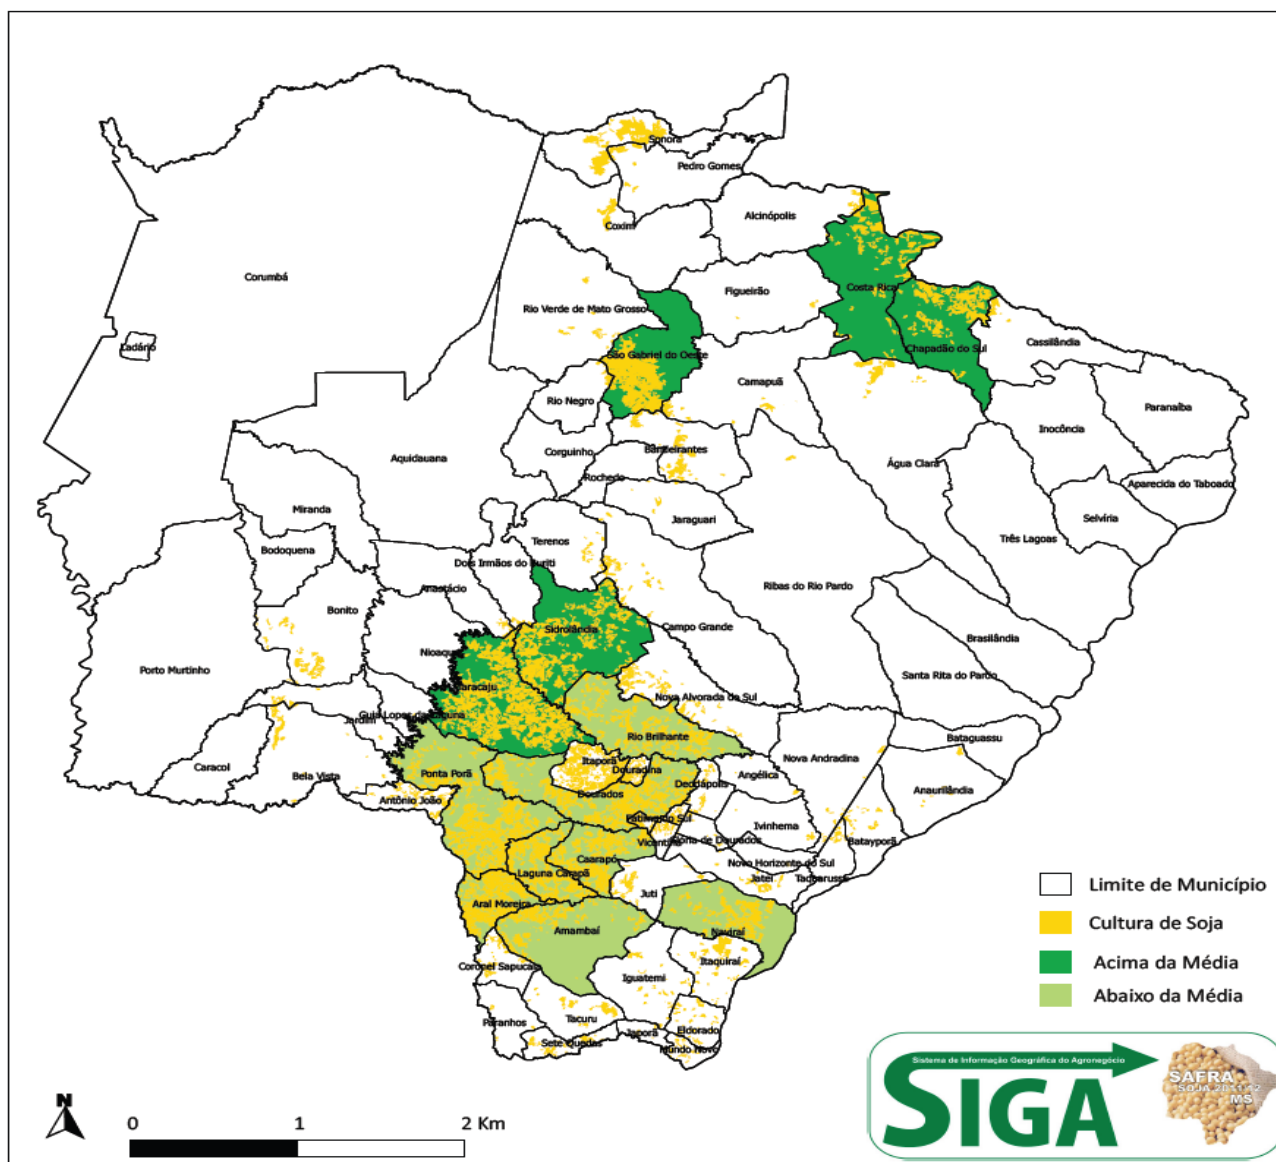 Sonora
Pedro Gomes
Coxim
Alcinópolis
Corumbá
Costa Rica
Figueirão
Rio Verde de Mato Grosso
Ladário
São Gabriel do Oeste
Chapadão do Sul
Cassilândia
Camapuã
Rio Negro
Paranaíba
Inocência
Bandeirantes
Corguinho
Aquidauana
Água Clara
Rochedo
Aparecida do Taboado
Miranda
Jaraguari
Selvíria
Terenos
Três Lagoas
Bodoquena
Dois Irmãos do Buriti
Ribas do Rio Pardo
Anastácio
Bonito
Sidrolândia
Campo Grande
Brasilândia
Nioaque
Porto Murtinho
Santa Rita do Pardo
Maracaju
Nova Alvorada do Sul
Guia Lopes da Laguna
Jardim
Rio Brilhante
Bataguassu
Nova Andradina
Itaporã
Caracol
Bela Vista
Ponta Porã
Douradina
Angélica
Deodápolis
Anaurilândia
Dourados
Antônio João
Fátima do Sul
Ivinhema
Vicentina
Glória de Dourados
Batayporã
Caarapó
Novo Horizonte do Sul
Laguna Carapã
Jateí
Taquarussu
Juti
Aral Moreira
Amambaí
Naviraí
Itaquiraí
Coronel Sapucaia
Iguatemi
Tacuru
Paranhos
Japorã
Eldorado
Sete Quedas
Mundo Novo
Limite de Município
Cultura de Soja
Acima da Média
Abaixo da Média
N
0 1 2 Km
Sistema de Informação Geográfica do Agronegócio
SIGA
SAFRA
SOJA 2011/12
MS